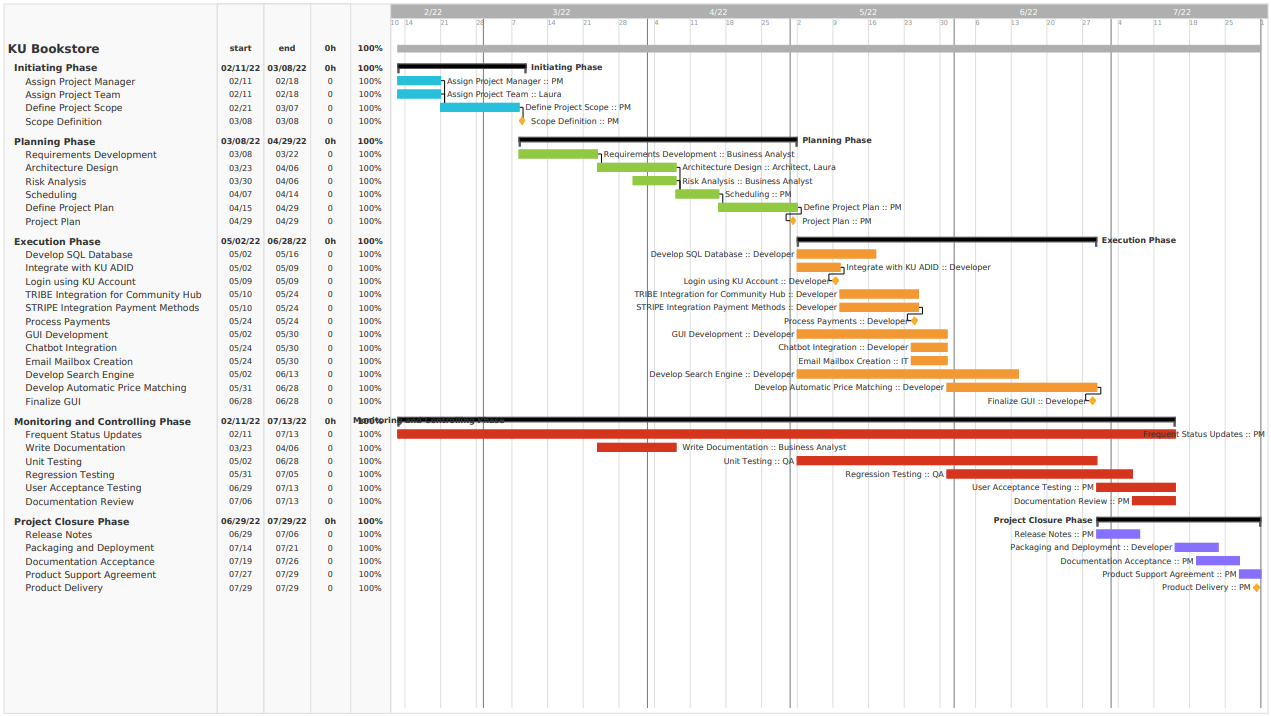 2/22 3/22 4/22 5/22 6/22 7/22
10 14 21 28 7 14 21 28 4 11 18 25 2 9 16 23 30 6 13 20 27 4 11 18 25 1
KU Bookstore start end 0h 100%
Initiating Phase 02/11/22 03/08/22 0h 100% Initiating Phase
Assign Project Manager 02/11 02/18 0 100% Assign Project Manager :: PM
Assign Project Team 02/11 02/18 0 100% Assign Project Team :: Laura
Define Project Scope 02/21 03/07 0 100% Define Project Scope :: PM
Scope Definition 03/08 03/08 0 100% Scope Definition :: PM
Planning Phase 03/08/22 04/29/22 0h 100% Planning Phase
Requirements Development 03/08 03/22 0 100% Requirements Development :: Business Analyst
Architecture Design 03/23 04/06 0 100% Architecture Design :: Architect, Laura
Risk Analysis 03/30 04/06 0 100% Risk Analysis :: Business Analyst
Scheduling 04/07 04/14 0 100% Scheduling :: PM
Define Project Plan 04/15 04/29 0 100% Define Project Plan :: PM
Project Plan 04/29 04/29 0 100% Project Plan :: PM
Execution Phase 05/02/22 06/28/22 0h 100% Execution Phase
Develop SQL Database 05/02 05/16 0 100% Develop SQL Database :: Developer
Integrate with KU ADID 05/02 05/09 0 100% Integrate with KU ADID :: Developer
Login using KU Account 05/09 05/09 0 100% Login using KU Account :: Developer
TRIBE Integration for Community Hub 05/10 05/24 0 100% TRIBE Integration for Community Hub :: Developer
STRIPE Integration Payment Methods 05/10 05/24 0 100% STRIPE Integration Payment Methods :: Developer
Process Payments 05/24 05/24 0 100% Process Payments :: Developer
GUI Development 05/02 05/30 0 100% GUI Development :: Developer
Chatbot Integration 05/24 05/30 0 100% Chatbot Integration :: Developer
Email Mailbox Creation 05/24 05/30 0 100% Email Mailbox Creation :: IT
Develop Search Engine 05/02 06/13 0 100% Develop Search Engine :: Developer
Develop Automatic Price Matching 05/31 06/28 0 100% Develop Automatic Price Matching :: Developer
Finalize GUI 06/28 06/28 0 100% Finalize GUI :: Developer
Monitoring and Controlling Phase 02/11/22 07/13/22 0h 100% Monitoring and Controlling Phase
Frequent Status Updates 02/11 07/13 0 100% Frequent Status Updates :: PM
Write Documentation 03/23 04/06 0 100% Write Documentation :: Business Analyst
Unit Testing 05/02 06/28 0 100% Unit Testing :: QA
Regression Testing 05/31 07/05 0 100% Regression Testing :: QA
User Acceptance Testing 06/29 07/13 0 100% User Acceptance Testing :: PM
Documentation Review 07/06 07/13 0 100% Documentation Review :: PM
Project Closure Phase 06/29/22 07/29/22 0h 100% Project Closure Phase
Release Notes 06/29 07/06 0 100% Release Notes :: PM
Packaging and Deployment 07/14 07/21 0 100% Packaging and Deployment :: Developer
Documentation Acceptance 07/19 07/26 0 100% Documentation Acceptance :: PM
Product Support Agreement 07/27 07/29 0 100% Product Support Agreement :: PM
Product Delivery 07/29 07/29 0 100% Product Delivery :: PM